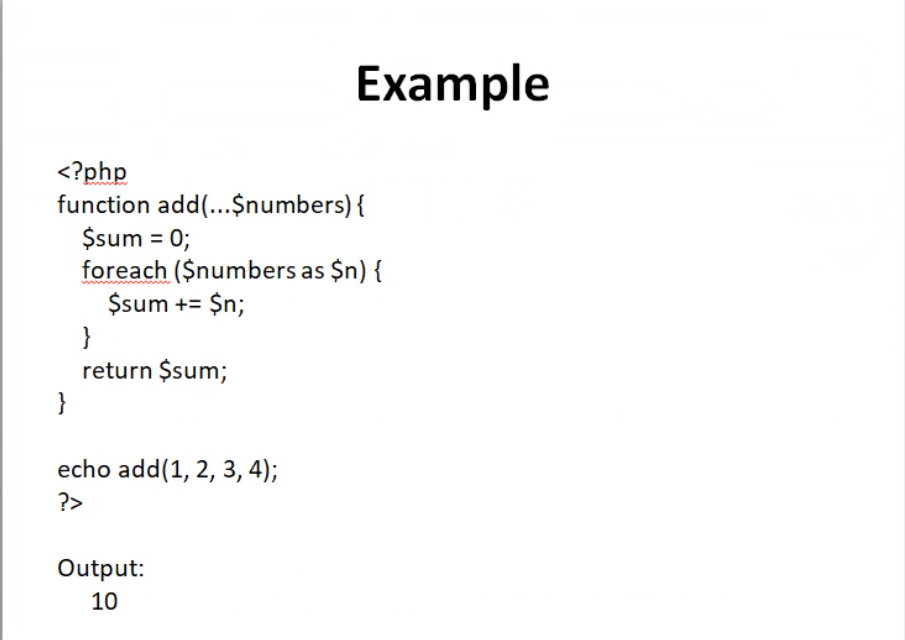 Example
<?php
function add(...$numbers) {
$sum = 0;
foreach ($numbers as $n) {
$sum += $n;
}
return $sum;
}
echo add(1, 2, 3, 4);
?>
Output:
10